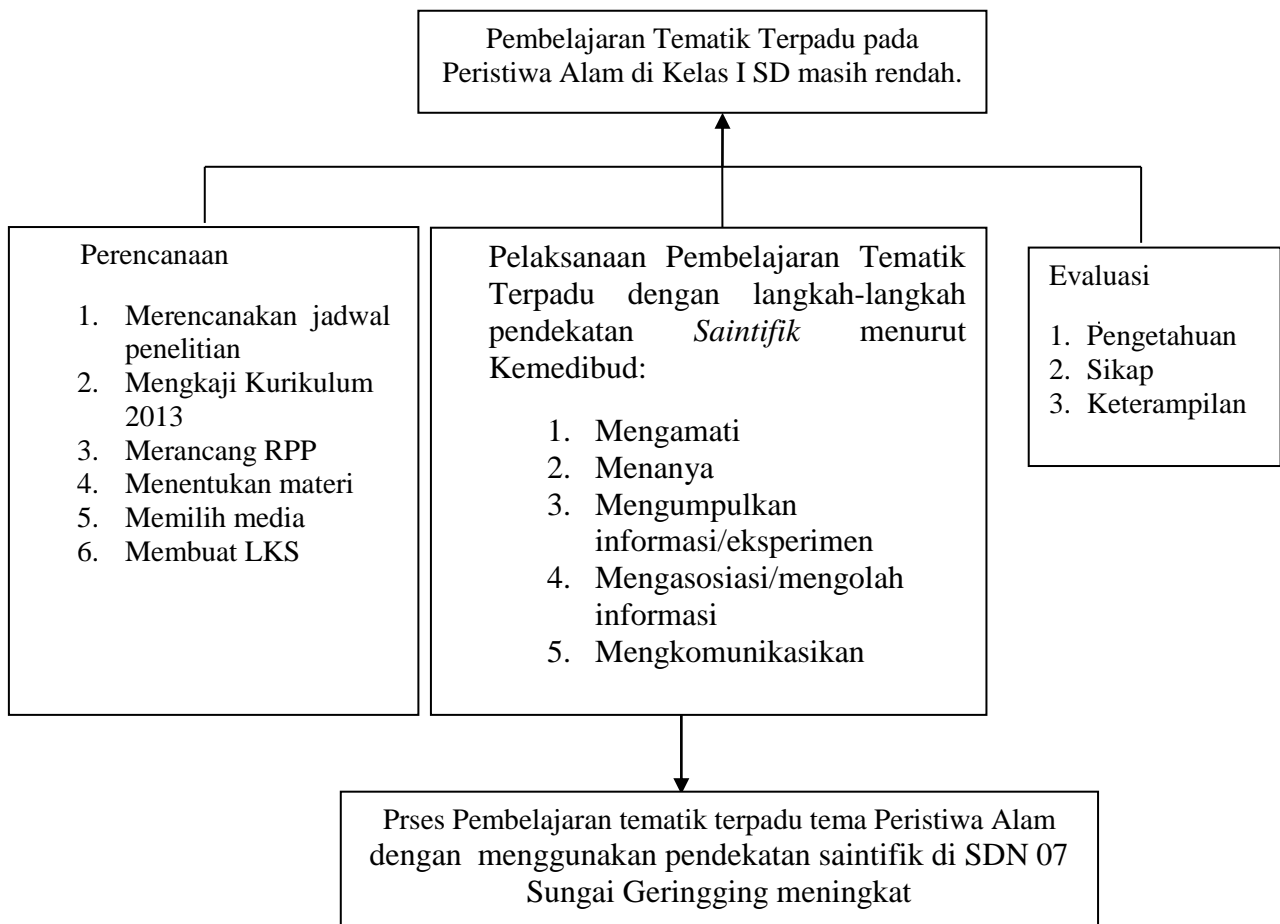 Pembelajaran Tematik Terpadu pada
Peristiwa Alam di Kelas I SD masih rendah.
Perencanaan
1. Merencanakan jadwal
penelitian
2. Mengkaji Kurikulum
2013
3. Merancang RPP
4. Menentukan materi
5. Memilih media
6. Membuat LKS
Pelaksanaan Pembelajaran Tematik
Terpadu dengan langkah-langkah
pendekatan Saintifik menurut
Kemedibud:
1. Mengamati
2. Menanya
3. Mengumpulkan
informasi/eksperimen
4. Mengasosiasi/mengolah
informasi
5. Mengkomunikasikan
Evaluasi
1. Pengetahuan
2. Sikap
3. Keterampilan
Prses Pembelajaran tematik terpadu tema Peristiwa Alam
dengan menggunakan pendekatan saintifik di SDN 07
Sungai Geringging meningkat